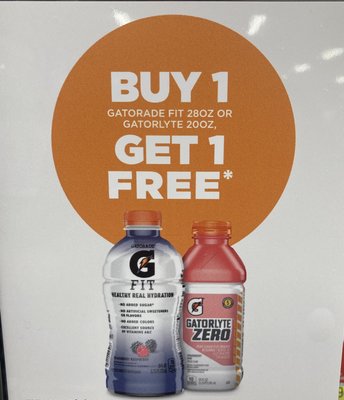 BUY 1
GATORADE FIT 28OZ OR
GATORLYTE 20OZ,
GET 1
FREE*
GATORADE
G
FIT
HEALTHY REAL HYDRATION
•NO ADDED SUGAR*
•NO ARTIFICIAL SWEETENERS
OR FLAVORS
•NO ADDED COLORS
•EXCELLENT SOURCE
OF VITAMINS A&C
G
GATORLYTE
ZERO